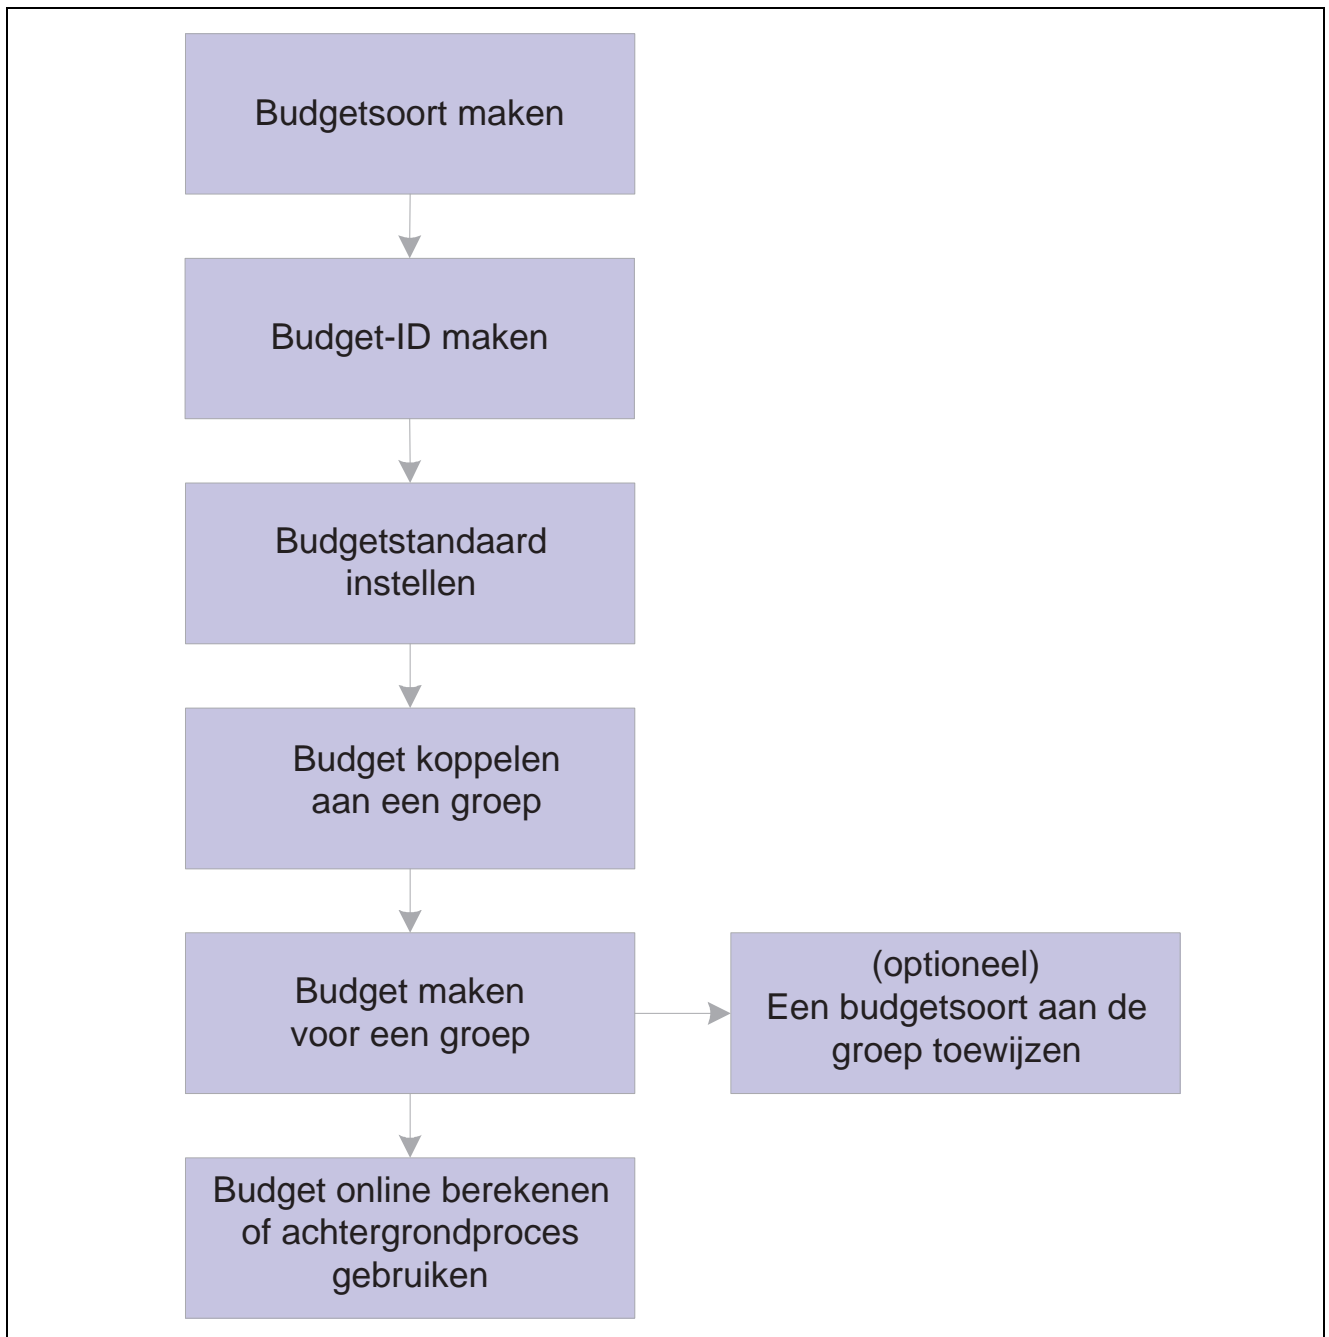 Budgetsoort maken
Budget-ID maken
Budgetstandaard
instellen
Budget koppelen
aan een groep
Budget maken
voor een groep
(optioneel)
Een budgetsoort aan de
groep toewijzen
Budget online berekenen
of achtergrondproces
gebruiken